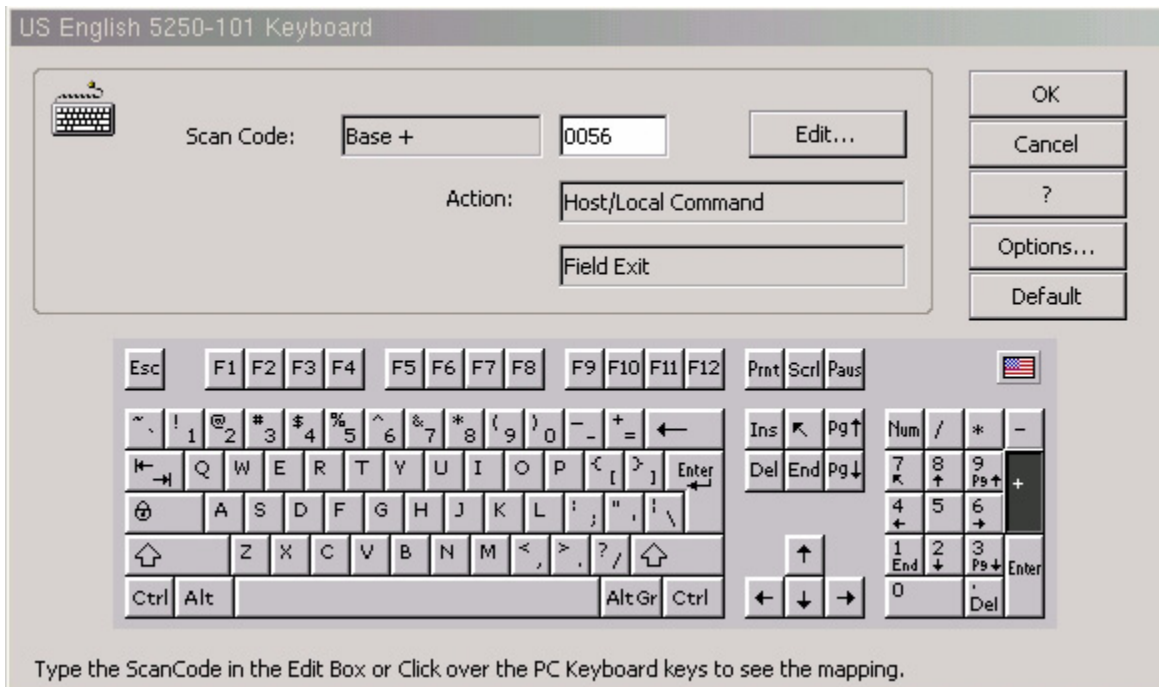 US English 5250-101 Keyboard
OK
Scan Code: Base + 0056 Edit...
Cancel
Action: Host/Local Command
?
Field Exit
Options...
Default
Esc F1 F2 F3 F4 F5 F6 F7 F8 F9 F10 F11 F12 Prnt Scrl Paus
~ ` ! 1 @ 2 # 3 $ 4 % 5 ^ 6 & 7 * 8 ( 9 ) 0 _ - + = ← Ins ↖ Pg↑ Num / * -
Q W E R T Y U I O P { [ } ] Enter Del End Pg↓ 7 8 ↑ 9 Pg↑ +
A S D F G H J K L : ; " ' | \ 4 ← 5 6 →
Z X C V B N M < , > . ? / ↑ 1 End 2 ↓ 3 Pg↓ Enter
Ctrl Alt AltGr Ctrl ← ↓ → 0 . Del
Type the ScanCode in the Edit Box or Click over the PC Keyboard keys to see the mapping.